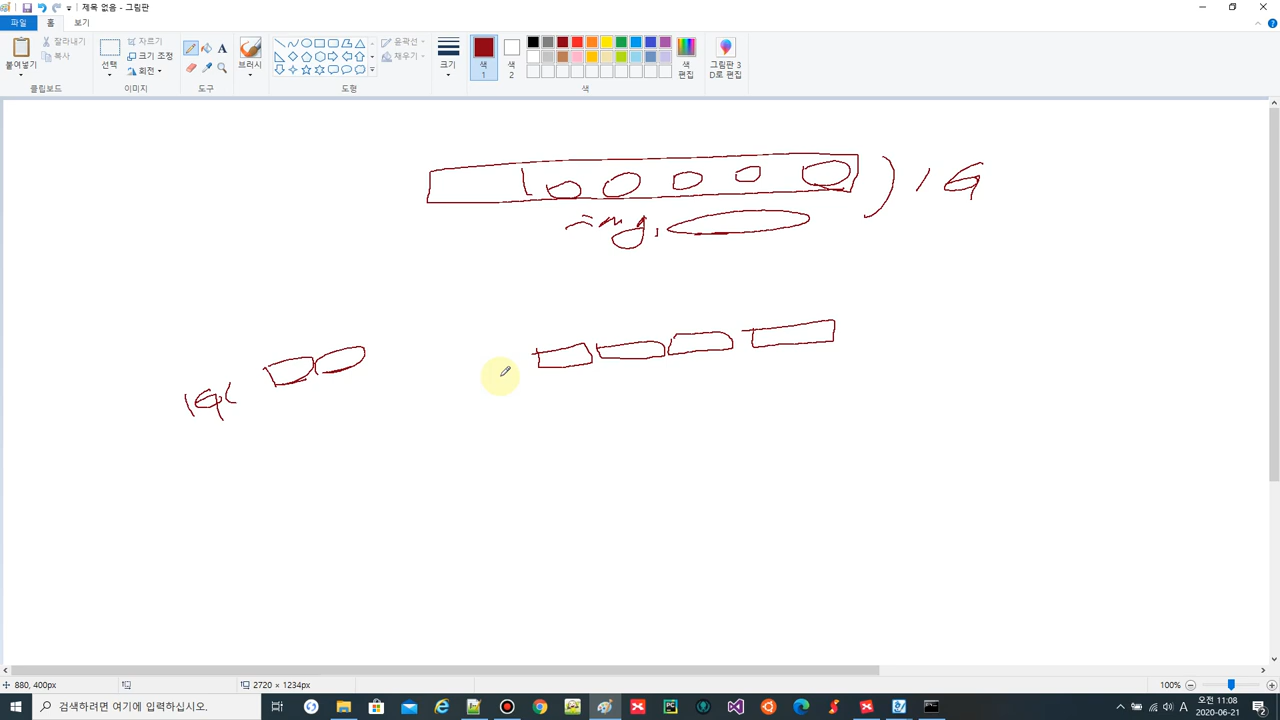 제목 없음 - 그림판
파일 홈 보기
붙여넣기
잘라내기
복사
클립보드
선택
자르기
크기 조정
회전
이미지
A
도구
브러시
윤곽선
채우기
도형
크기
색
1
색
2
색
편집
색
그림판 3
D로 편집
1G
880, 400px
2720 × 1234px
100%
검색하려면 여기에 입력하십시오.
PC
A
오전 11:08
2020-06-21
2